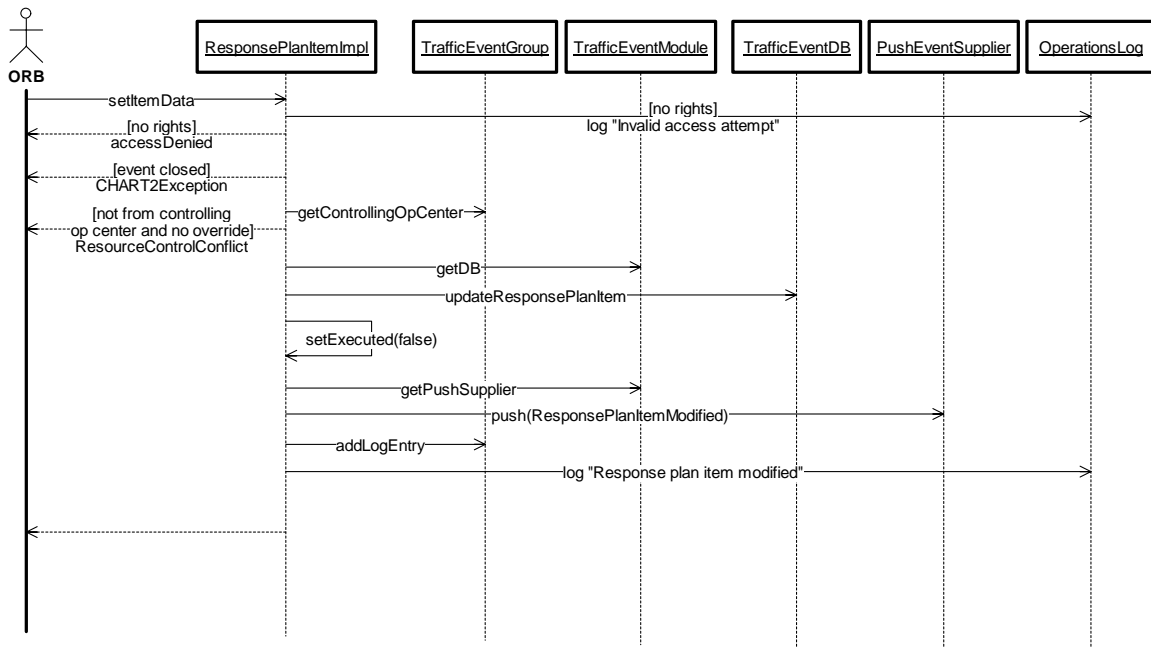 ORB
ResponsePlanItemImpl
TrafficEventGroup
TrafficEventModule
TrafficEventDB
PushEventSupplier
OperationsLog
setItemData
[no rights]
log "Invalid access attempt"
[no rights]
accessDenied
[event closed]
CHART2Exception
[not from controlling
op center and no override]
ResourceControlConflict
getControllingOpCenter
getDB
updateResponsePlanItem
setExecuted(false)
getPushSupplier
push(ResponsePlanItemModified)
addLogEntry
log "Response plan item modified"